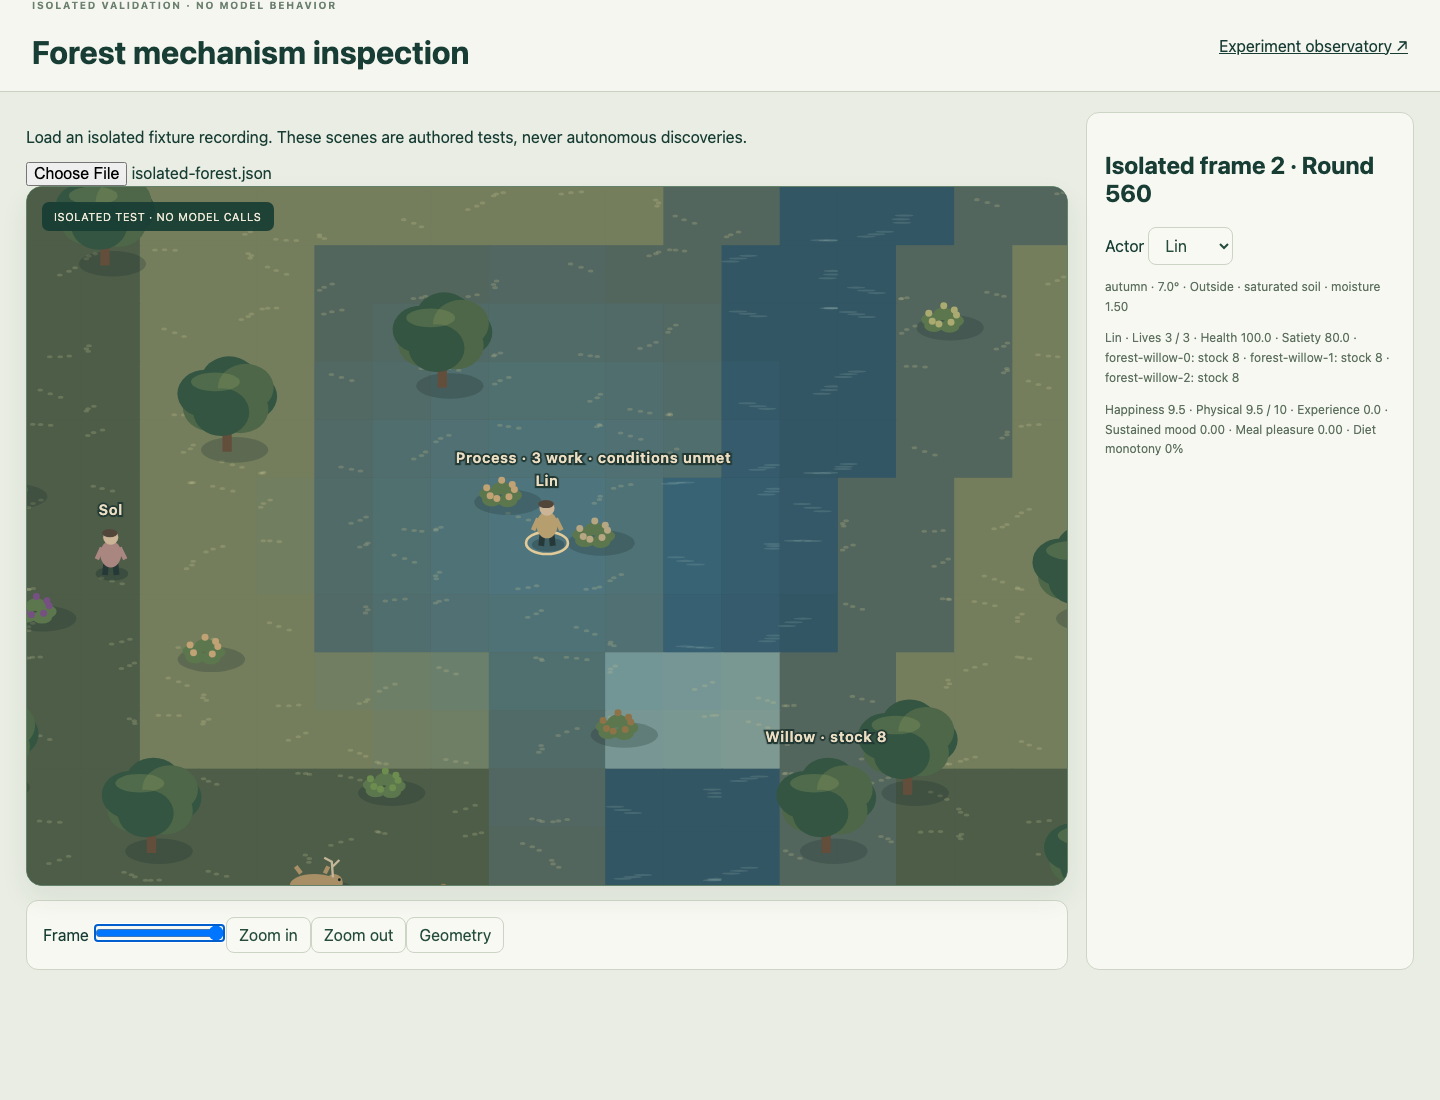 ISOLATED VALIDATION · NO MODEL BEHAVIOR
Forest mechanism inspection
Experiment observatory ↗
Load an isolated fixture recording. These scenes are authored tests, never autonomous discoveries.
Choose File isolated-forest.json
ISOLATED TEST · NO MODEL CALLS
Process · 3 work · conditions unmet
Lin
Sol
Willow · stock 8
Frame Zoom in Zoom out Geometry
Isolated frame 2 · Round
560
Actor Lin
autumn · 7.0° · Outside · saturated soil · moisture
1.50
Lin · Lives 3 / 3 · Health 100.0 · Satiety 80.0 ·
forest-willow-0: stock 8 · forest-willow-1: stock 8 ·
forest-willow-2: stock 8
Happiness 9.5 · Physical 9.5 / 10 · Experience 0.0 ·
Sustained mood 0.00 · Meal pleasure 0.00 · Diet
monotony 0%